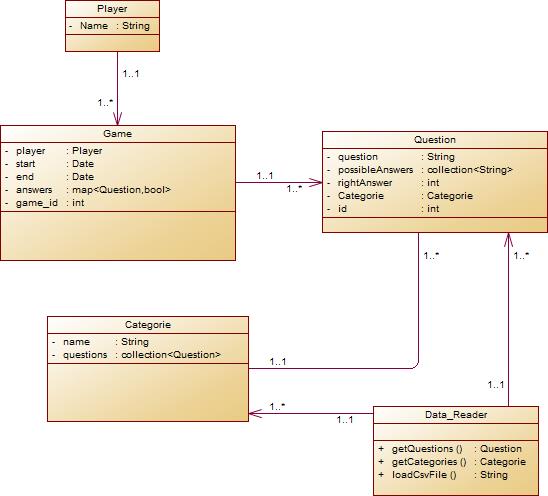 Player
- Name : String
1..1
1..*
Game
- player : Player
- start : Date
- end : Date
- answers : map<Question,bool>
- game_id : int
1..1
1..*
Question
- question : String
- possibleAnswers : collection<String>
- rightAnswer : int
- Categorie : Categorie
- id : int
1..*
1..*
Categorie
- name : String
- questions : collection<Question>
1..1
1..1
1..*
1..1
Data_Reader
+ getQuestions () : Question
+ getCategories () : Categorie
+ loadCsvFile () : String